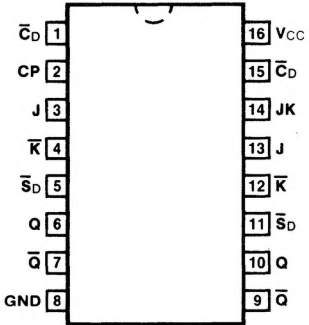 C̅D 1 16 VCC
CP 2 15 C̅D
J 3 14 JK
K̅ 4 13 J
S̅D 5 12 K̅
Q 6 11 S̅D
Q̅ 7 10 Q
GND 8 9 Q̅